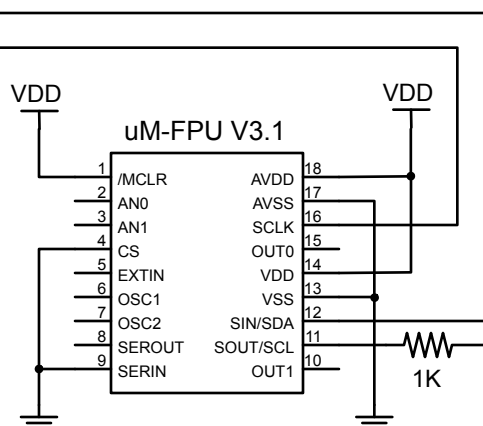 VDD
VDD
uM-FPU V3.1
1 /MCLR AVDD 18
2 AN0 AVSS 17
3 AN1 SCLK 16
4 CS OUT0 15
5 EXTIN VDD 14
6 OSC1 VSS 13
7 OSC2 SIN/SDA 12
8 SEROUT SOUT/SCL 11
9 SERIN OUT1 10
1K